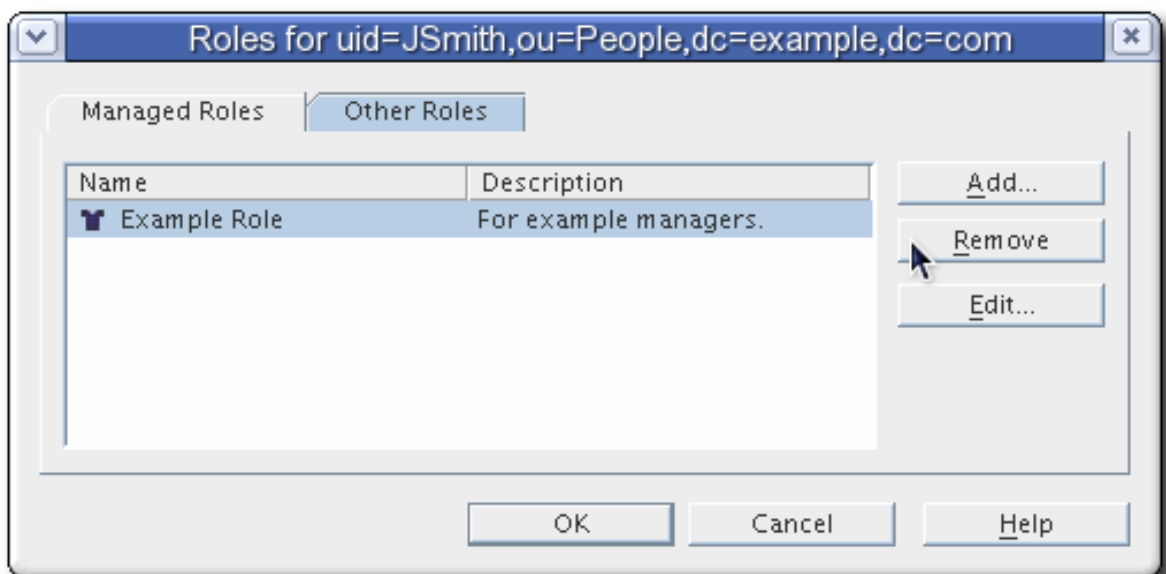 Roles for uid=JSmith,ou=People,dc=example,dc=com
Managed Roles Other Roles
Name Description Add...
Example Role For example managers.
Remove
Edit...
OK Cancel Help